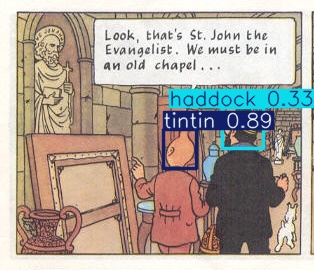 Look, that's St. John the
Evangelist. We must be in
an old chapel...
haddock 0.33
tintin 0.89